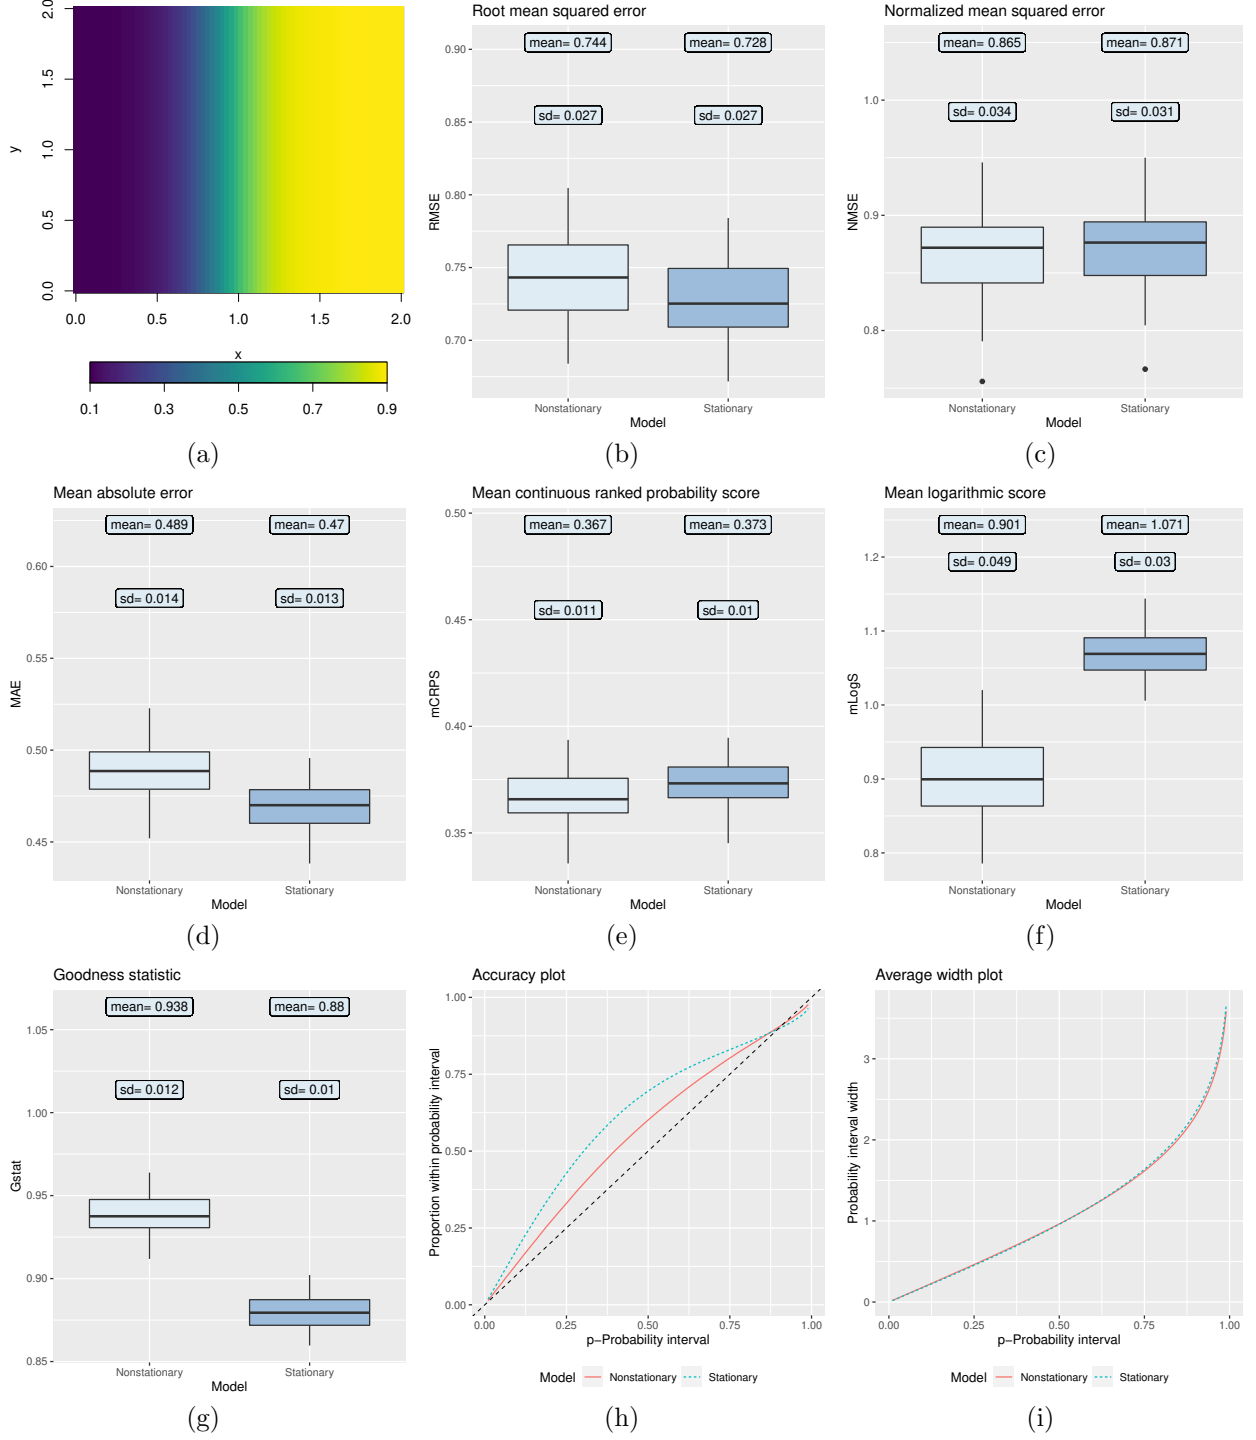 2.0
1.5
1.0
0.5
0.0
y
0.0 0.5 1.0 1.5 2.0
x
0.1 0.3 0.5 0.7 0.9
(a)
Root mean squared error
mean= 0.744 mean= 0.728
sd= 0.027 sd= 0.027
0.90
0.85
0.80
0.75
0.70
RMSE
Nonstationary Stationary
Model
(b)
Normalized mean squared error
mean= 0.865 mean= 0.871
sd= 0.034 sd= 0.031
1.0
0.9
0.8
NMSE
Nonstationary Stationary
Model
(c)
Mean absolute error
mean= 0.489 mean= 0.47
sd= 0.014 sd= 0.013
0.60
0.55
0.50
0.45
MAE
Nonstationary Stationary
Model
(d)
Mean continuous ranked probability score
mean= 0.367 mean= 0.373
sd= 0.011 sd= 0.01
0.50
0.45
0.40
0.35
mCRPS
Nonstationary Stationary
Model
(e)
Mean logarithmic score
mean= 0.901 mean= 1.071
sd= 0.049 sd= 0.03
1.2
1.1
1.0
0.9
0.8
mLogS
Nonstationary Stationary
Model
(f)
Goodness statistic
mean= 0.938 mean= 0.88
sd= 0.012 sd= 0.01
1.05
1.00
0.95
0.90
0.85
Gstat
Nonstationary Stationary
Model
(g)
Accuracy plot
1.00
0.75
0.50
0.25
0.00
Proportion within probability interval
0.00 0.25 0.50 0.75 1.00
p−Probability interval
Model Nonstationary Stationary
(h)
Average width plot
3
2
1
0
Probability interval width
0.00 0.25 0.50 0.75 1.00
p−Probability interval
Model Nonstationary Stationary
(i)